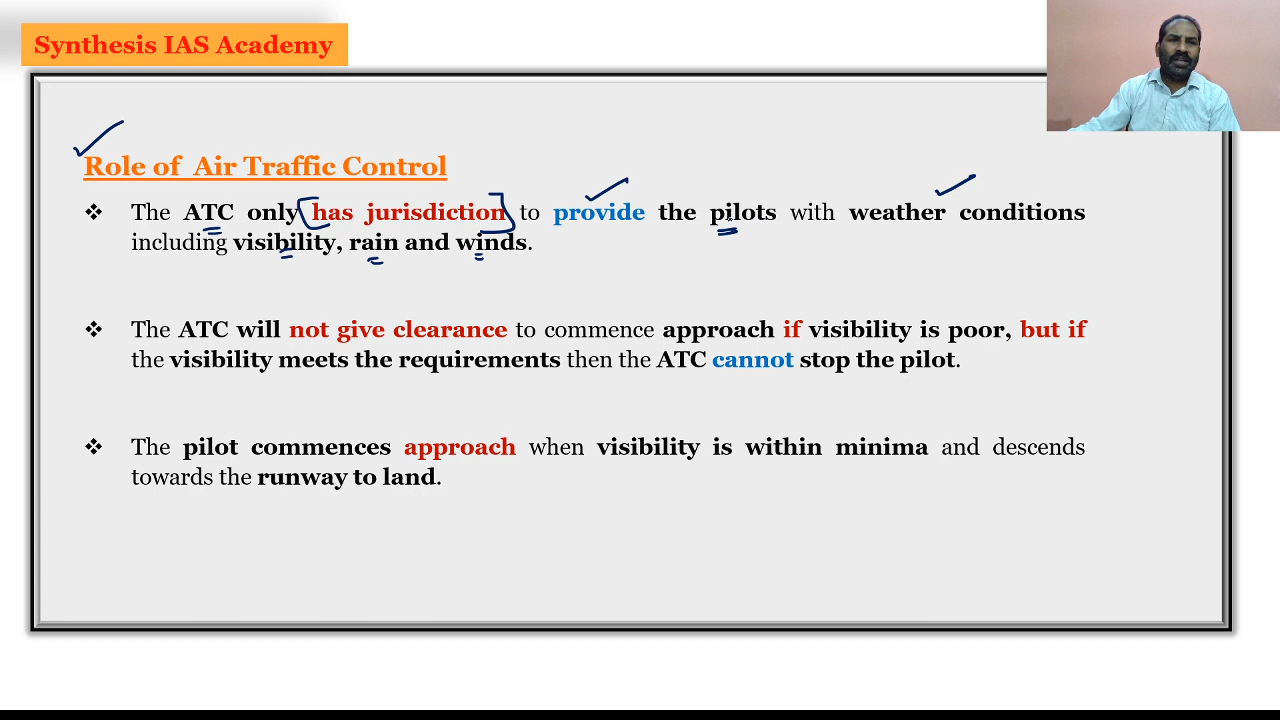 Synthesis IAS Academy
Role of Air Traffic Control
❖ The ATC only has jurisdiction to provide the pilots with weather conditions
including visibility, rain and winds.
❖ The ATC will not give clearance to commence approach if visibility is poor, but if
the visibility meets the requirements then the ATC cannot stop the pilot.
❖ The pilot commences approach when visibility is within minima and descends
towards the runway to land.